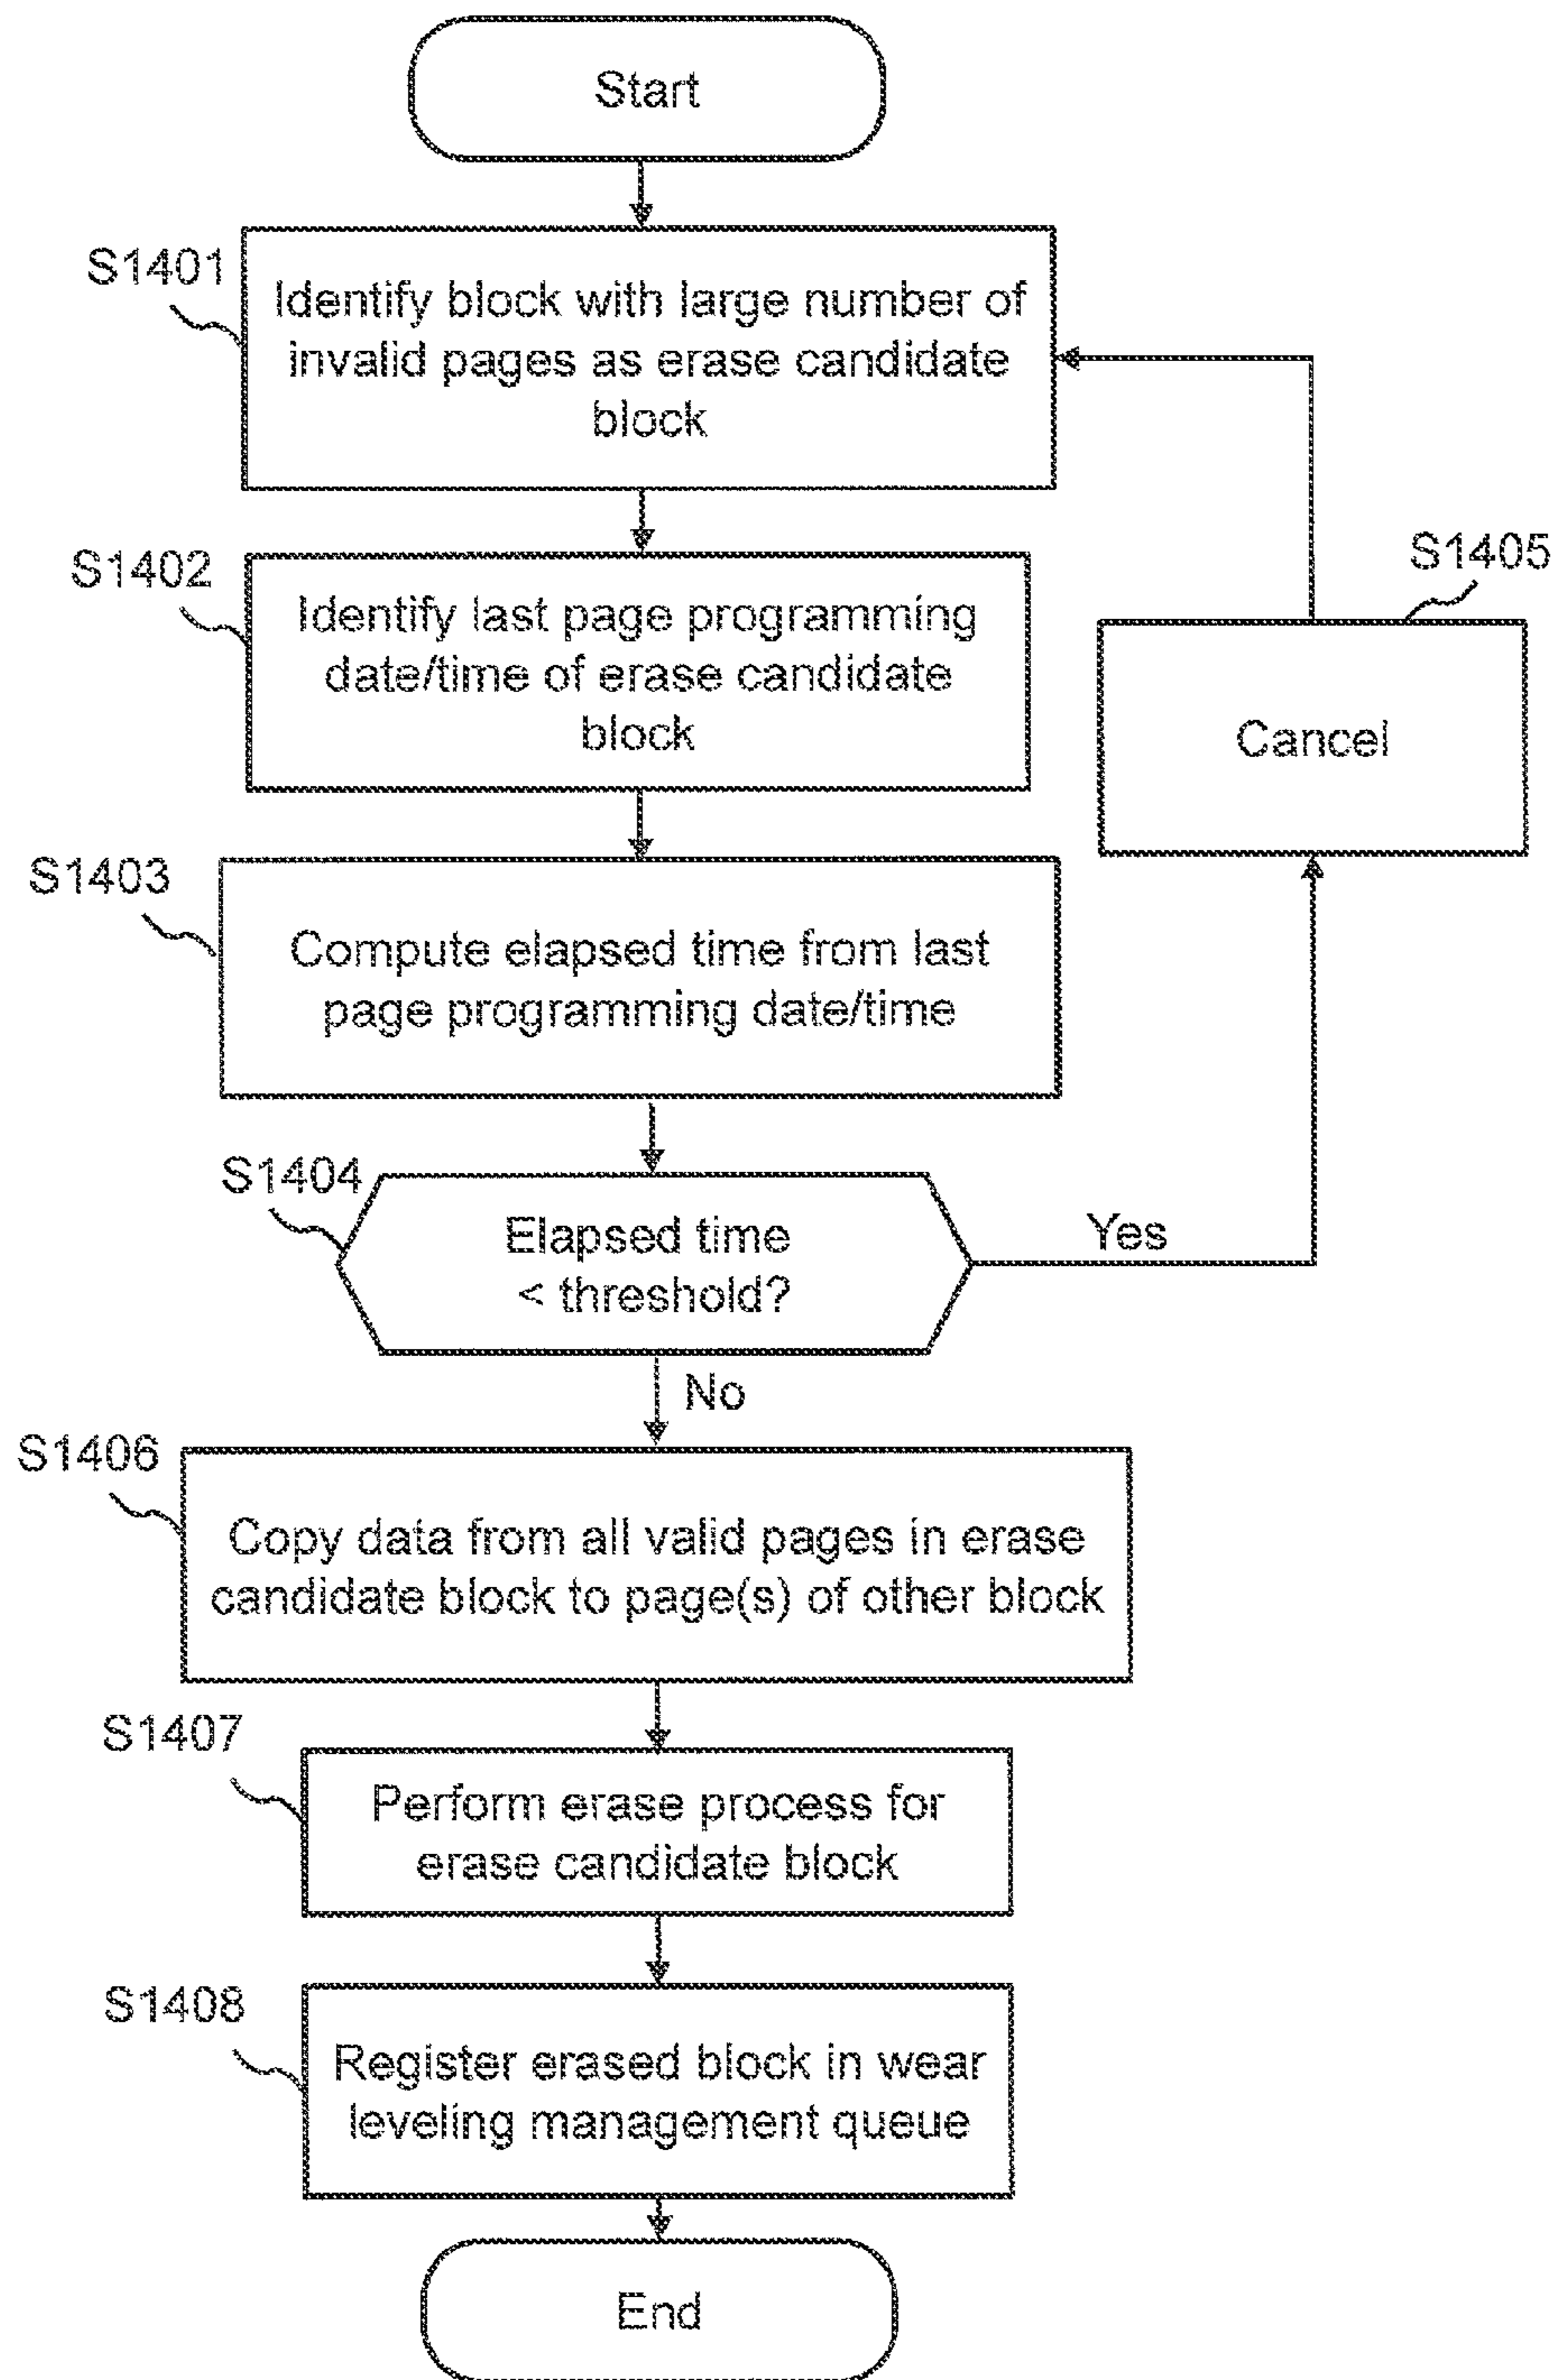 Start
S1401
Identify block with large number of
invalid pages as erase candidate
block
S1402
Identify last page programming
date/time of erase candidate
block
S1405
Cancel
S1403
Compute elapsed time from last
page programming date/time
S1404
Elapsed time
< threshold?
Yes
No
S1406
Copy data from all valid pages in erase
candidate block to page(s) of other block
S1407
Perform erase process for
erase candidate block
S1408
Register erased block in wear
leveling management queue
End